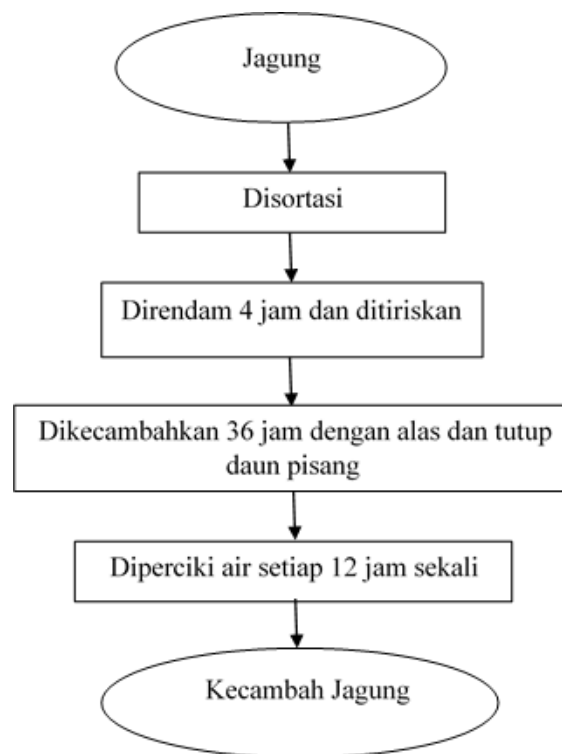 Jagung
Disortasi
Direndam 4 jam dan ditiriskan
Dikecambahkan 36 jam dengan alas dan tutup
daun pisang
Diperciki air setiap 12 jam sekali
Kecambah Jagung